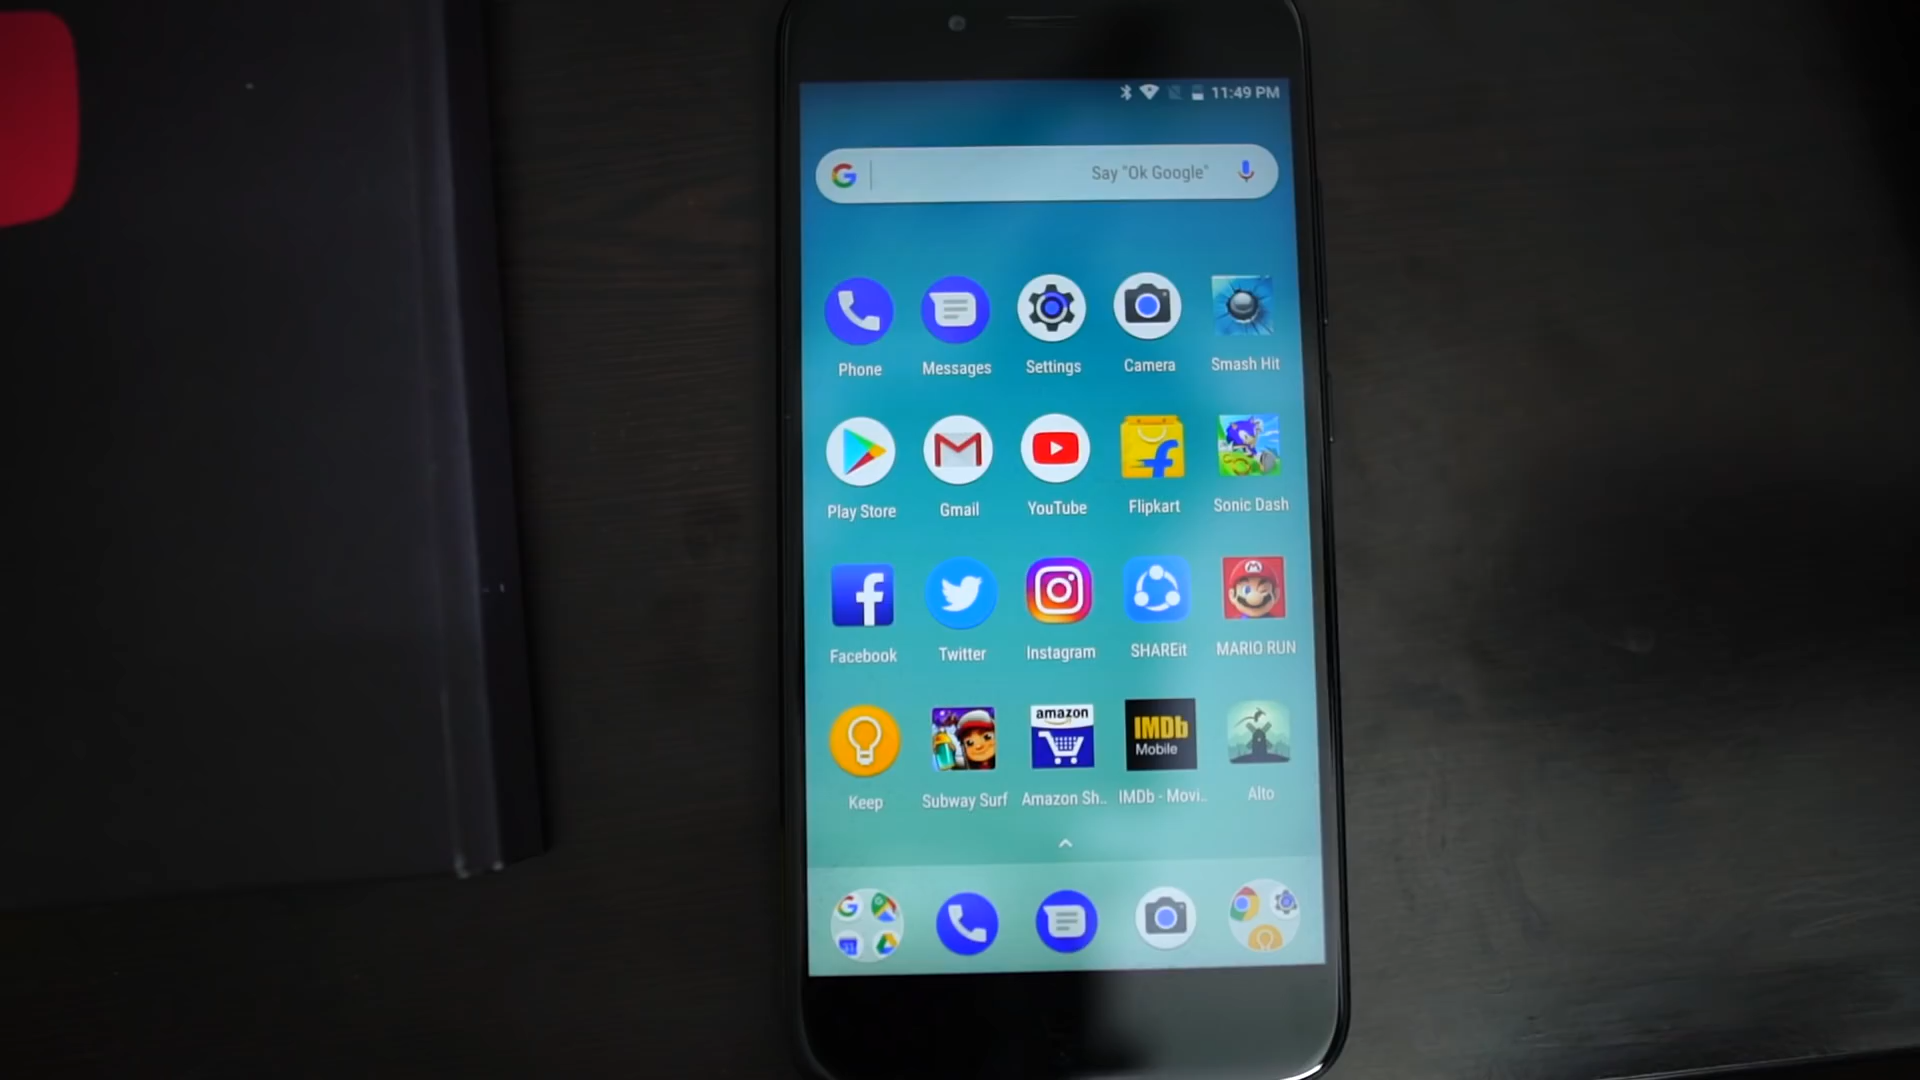 11:49 PM
G
Say "Ok Google"
Phone Messages Settings Camera Smash Hit
Play Store Gmail YouTube Flipkart Sonic Dash
Facebook Twitter Instagram SHAREit MARIO RUN
amazon
IMDb
Mobile
Keep Subway Surf Amazon Sh.. IMDb - Movi.. Alto
31